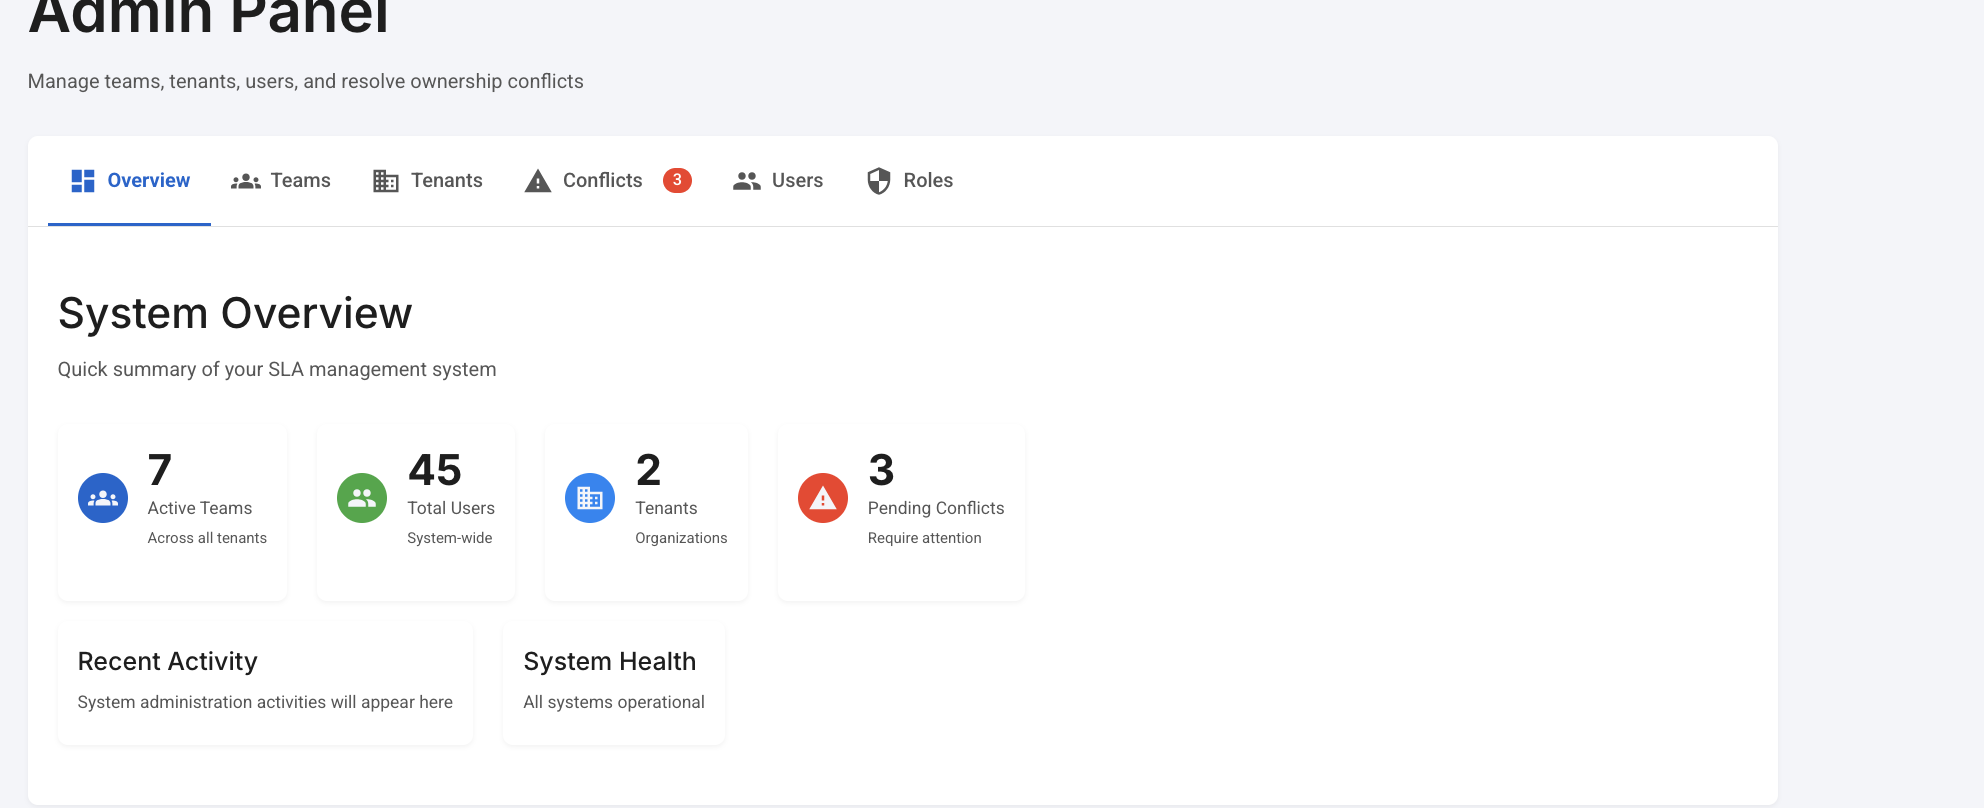 Admin Panel
Manage teams, tenants, users, and resolve ownership conflicts
Overview Teams Tenants Conflicts 3 Users Roles
System Overview
Quick summary of your SLA management system
7
Active Teams
Across all tenants
45
Total Users
System-wide
2
Tenants
Organizations
3
Pending Conflicts
Require attention
Recent Activity
System administration activities will appear here
System Health
All systems operational